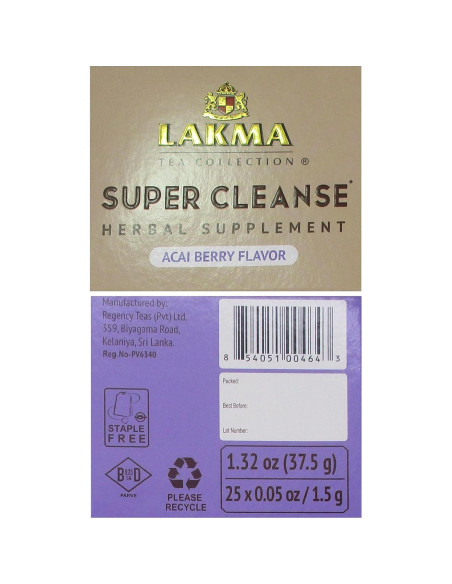 LAKMA
TEA COLLECTION ®
SUPER CLEANSE*
HERBAL SUPPLEMENT
ACAI BERRY FLAVOR
Manufactured by:
Regency Teas (Pvt) Ltd.
359, Biyagama Road,
Kelaniya, Sri Lanka.
Reg.No-PV6340
8 54051 00464 3
Packed:
Best Before:
Lot Number:
STAPLE
FREE
B D
PARVE
PLEASE
RECYCLE
1.32 oz (37.5 g)
25 x 0.05 oz / 1.5 g